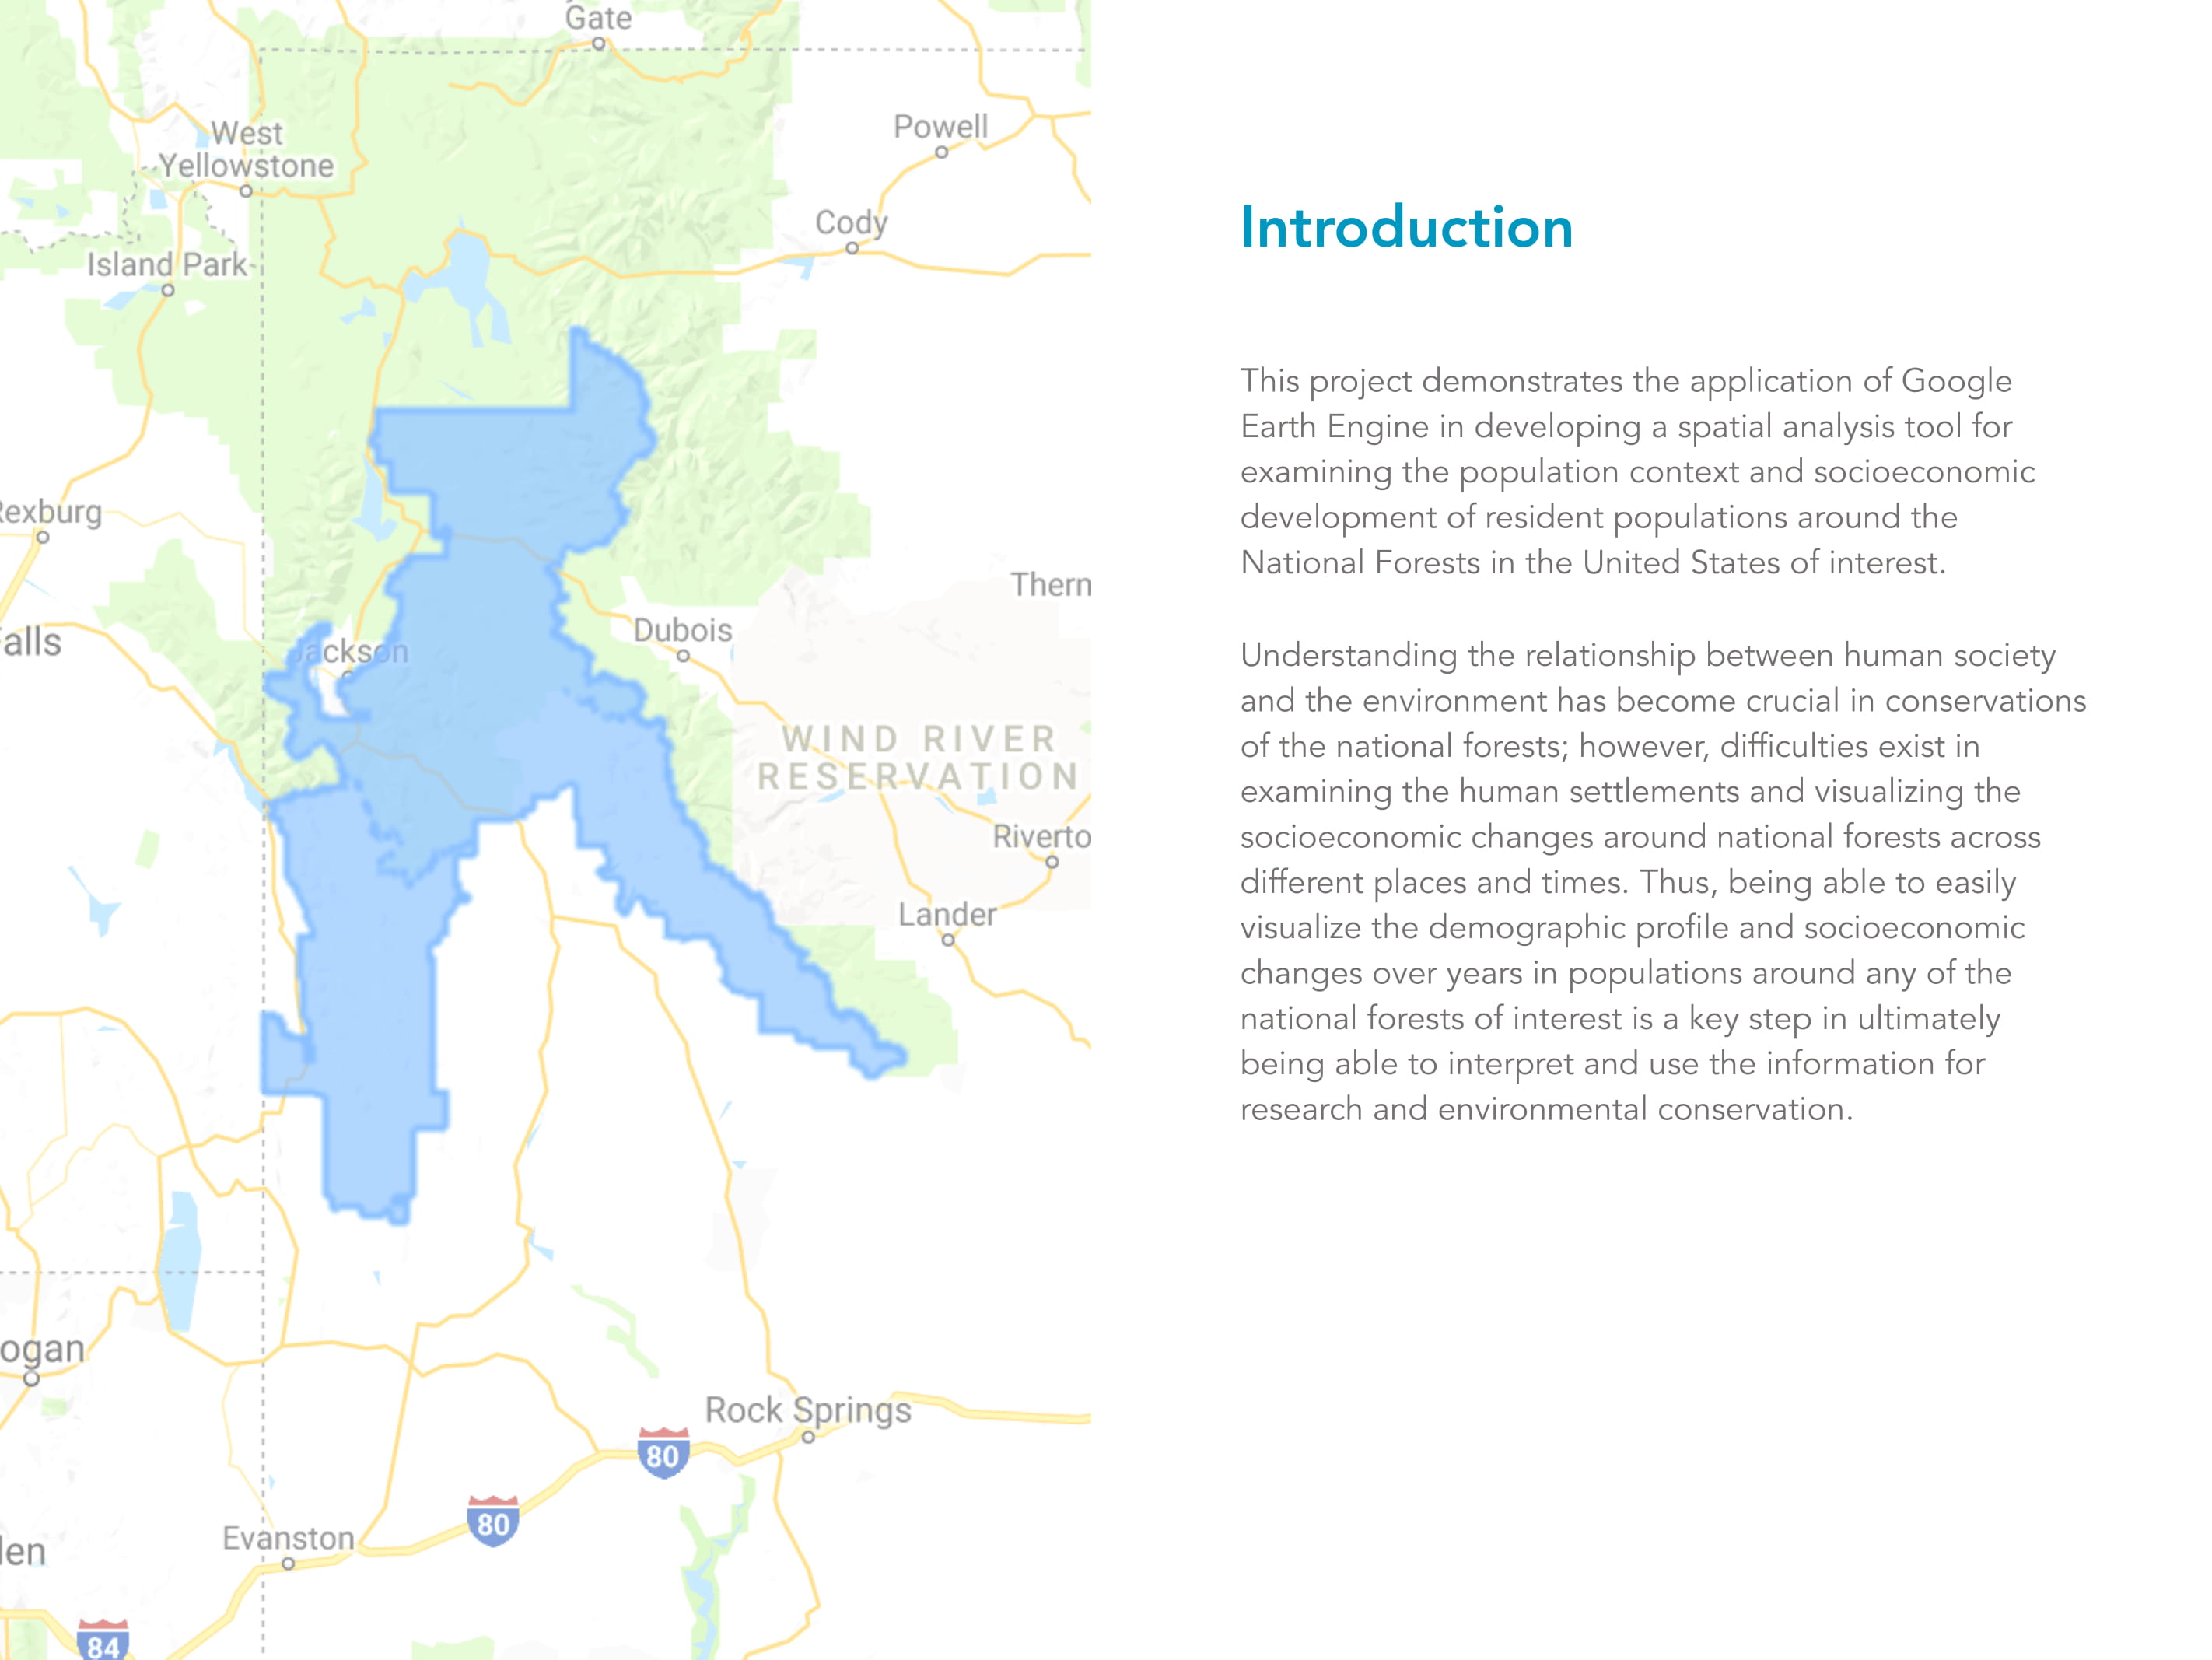 Gate
West
Yellowstone
Powell
Cody
Island Park
Rexburg
Thern
Dubois
alls
Jackson
WIND RIVER
RESERVATION
Riverto
Lander
ogan
Rock Springs
80
80
Evanston
len
84
Introduction
This project demonstrates the application of Google
Earth Engine in developing a spatial analysis tool for
examining the population context and socioeconomic
development of resident populations around the
National Forests in the United States of interest.
Understanding the relationship between human society
and the environment has become crucial in conservations
of the national forests; however, difficulties exist in
examining the human settlements and visualizing the
socioeconomic changes around national forests across
different places and times. Thus, being able to easily
visualize the demographic profile and socioeconomic
changes over years in populations around any of the
national forests of interest is a key step in ultimately
being able to interpret and use the information for
research and environmental conservation.